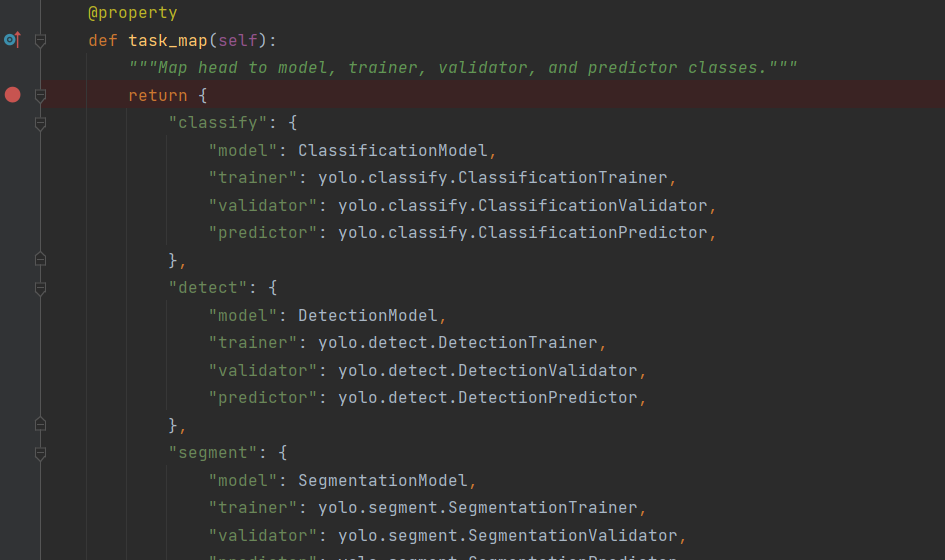 @property
def task_map(self):
"""Map head to model, trainer, validator, and predictor classes."""
return {
"classify": {
"model": ClassificationModel,
"trainer": yolo.classify.ClassificationTrainer,
"validator": yolo.classify.ClassificationValidator,
"predictor": yolo.classify.ClassificationPredictor,
},
"detect": {
"model": DetectionModel,
"trainer": yolo.detect.DetectionTrainer,
"validator": yolo.detect.DetectionValidator,
"predictor": yolo.detect.DetectionPredictor,
},
"segment": {
"model": SegmentationModel,
"trainer": yolo.segment.SegmentationTrainer,
"validator": yolo.segment.SegmentationValidator,